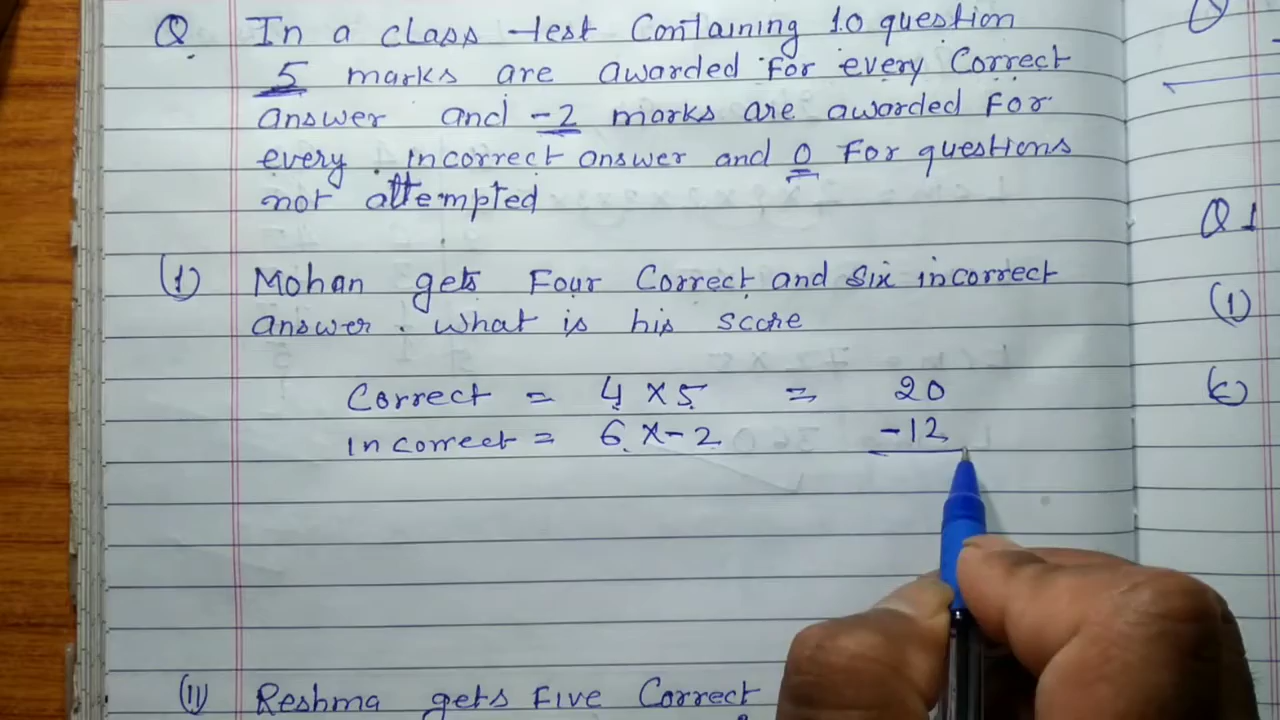 Q. In a class test Containing 10 question
5 marks are awarded for every Correct
answer and -2 marks are awarded for
every incorrect answer and 0 for questions
not attempted
(1) Mohan gets Four Correct and Six incorrect
answer. What is his score
Correct = 4 × 5 = 20
Incorrect = 6 × -2 -12
(11) Reshma gets Five Correct
Q 1
(1)